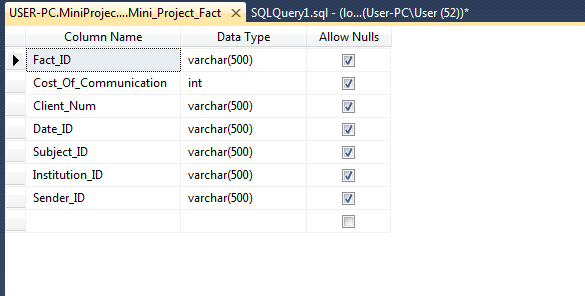 USER-PC.MiniProjec....Mini_Project_Fact SQLQuery1.sql - (lo...(User-PC\User (52))*
Column Name Data Type Allow Nulls
Fact_ID varchar(500)
Cost_Of_Communication int
Client_Num varchar(500)
Date_ID varchar(500)
Subject_ID varchar(500)
Institution_ID varchar(500)
Sender_ID varchar(500)